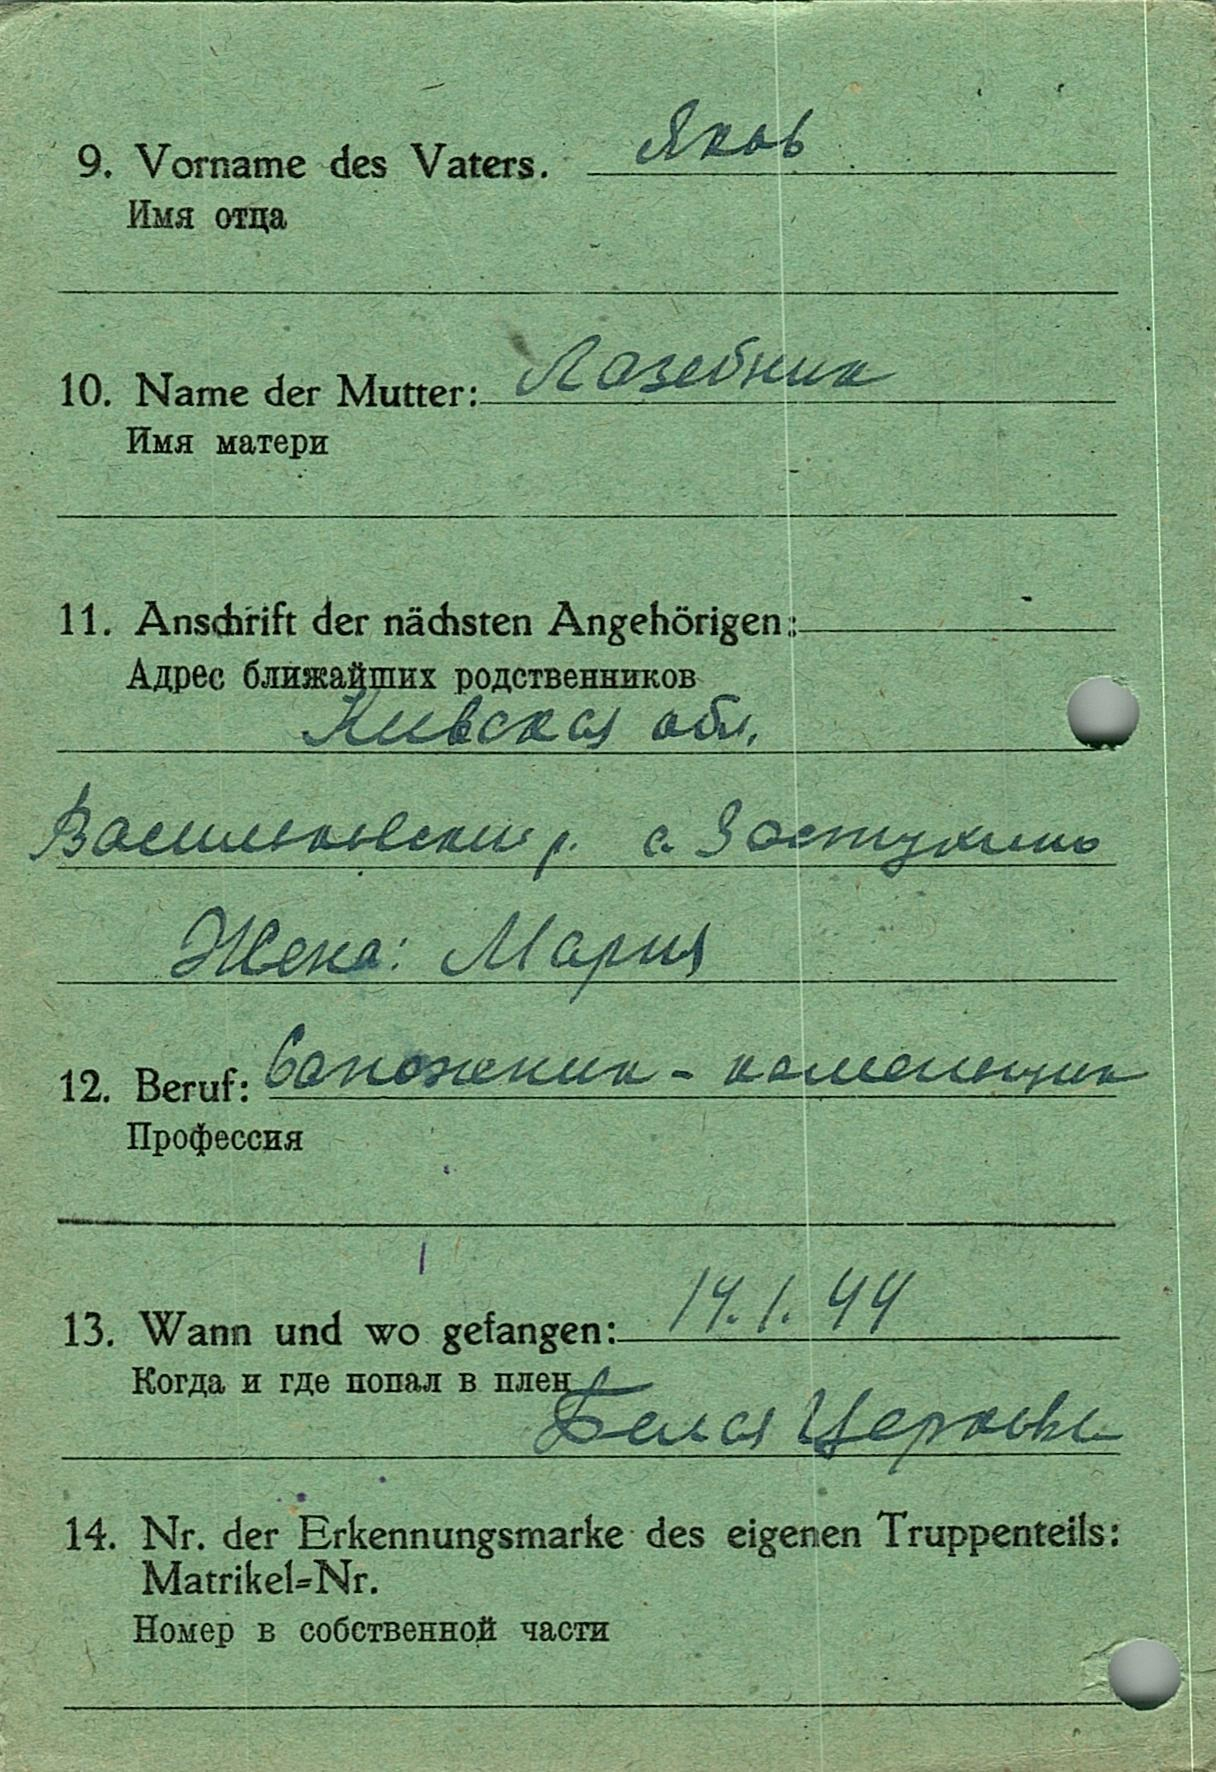 9. Vorname des Vaters. Яков
Имя отца
10. Name der Mutter: Лазебник
Имя матери
11. Anschrift der nächsten Angehörigen:
Адрес ближайших родственников
Киевская обл.
Васильковский р. с.
Жена: Мария
12. Beruf: Сапожник - каменщик
Профессия
13. Wann und wo gefangen: 14.1.44
Когда и где попал в плен
Белая Церковь
14. Nr. der Erkennungsmarke des eigenen Truppenteils:
Matrikel=Nr.
Номер в собственной части